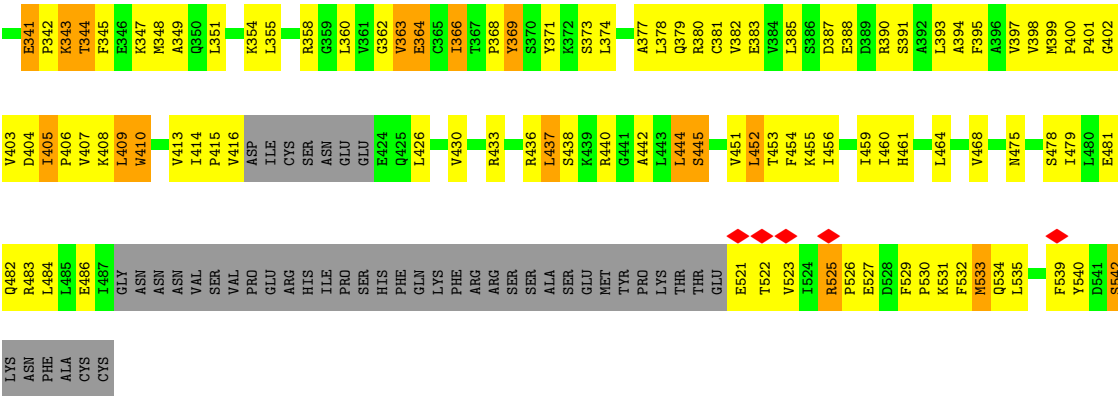 E341 P342 K343 T344 F345 E346 K347 M348 A349 Q350 L351 K354 L355 R358 G359 L360 V361 G362 V363 E364 C365 I366 T367 P368 Y369 S370 V371 K372 S373 L374 A377 L378 Q379 R380 C381 V382 E383 V384 L385 S386 D387 E388 D389 R390 S391 A392 L393 A394 F395 A396 V397 V398 M399 P400 P401 G402
V403 D404 I405 P406 V407 K408 L409 W410 V413 I414 P415 V416 ASP ILE CYS SER ASN GLU GLU E424 Q425 L426 V430 R433 R436 L437 S438 K439 R440 G441 A442 L443 L444 S445 V451 L452 T453 F454 K455 I456 I459 I460 H461 L464 V468 N475 S478 I479 L480 E481
Q482 R483 L484 L485 E486 I487 GLY ASN ASN ASN VAL SER VAL PRO GLU ARG HIS ILE PRO SER HIS PHE GLN LYS PHE ARG ARG SER SER ALA SER GLU MET TYR PRO LYS THR THR GLU E521 T522 V523 I524 R525 P526 E527 D528 F529 P530 K531 F532 M533 Q534 L535 F539 Y540 D541 S542
LYS ASN PHE ALA CYS CYS